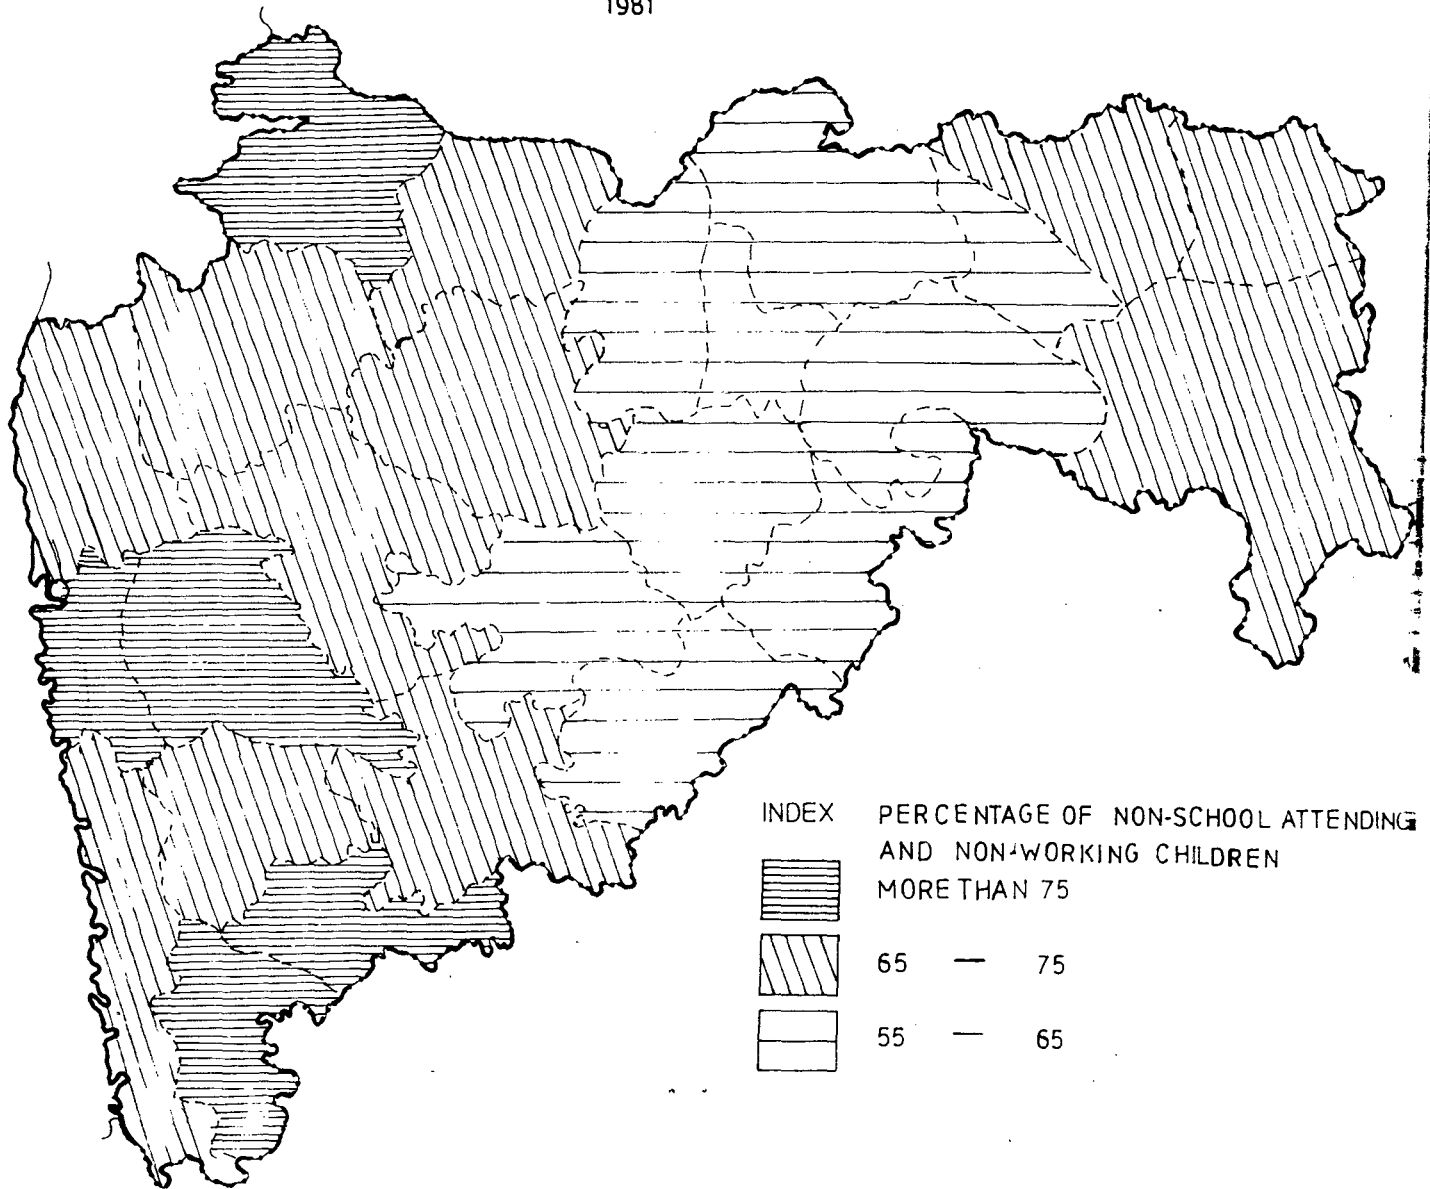 1981
INDEX PERCENTAGE OF NON-SCHOOL ATTENDING
AND NON-WORKING CHILDREN
MORE THAN 75
65 — 75
55 — 65